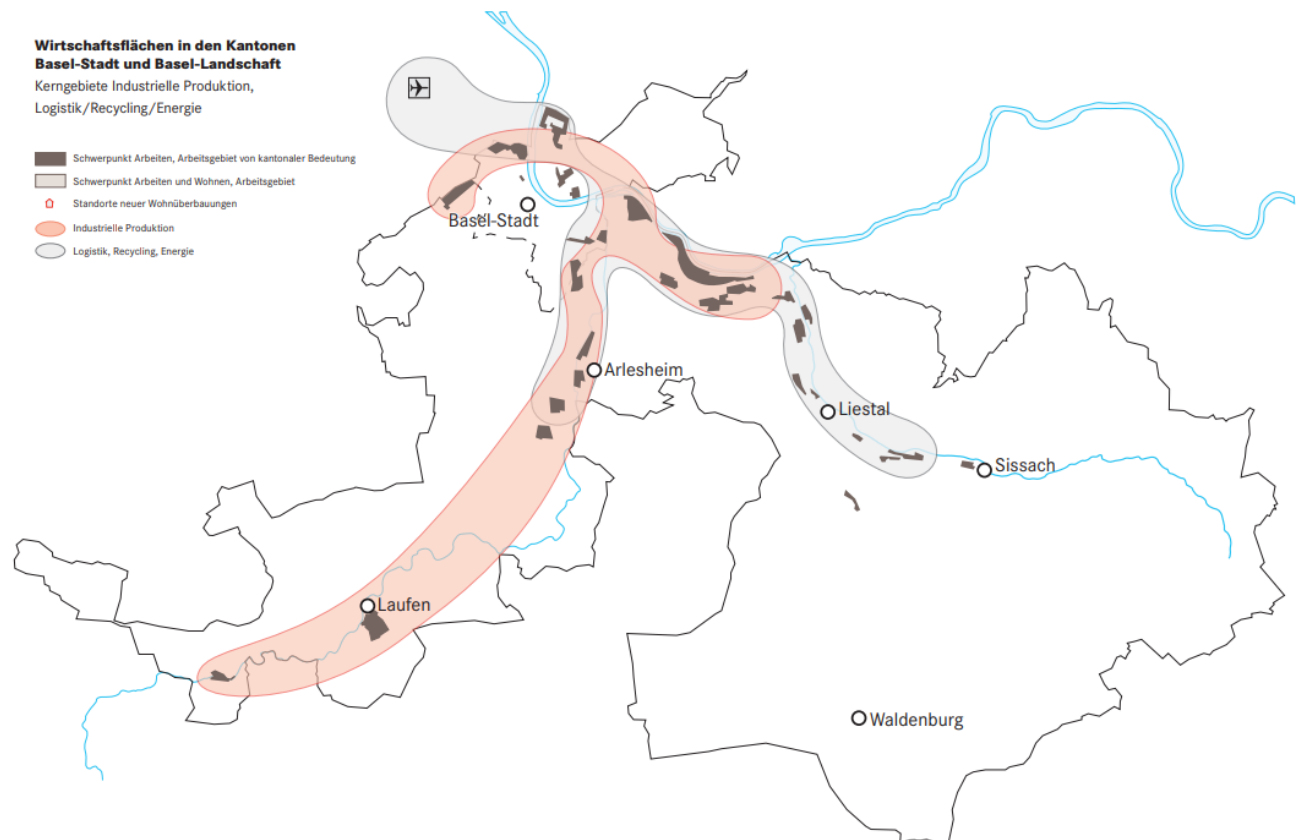 Wirtschaftsflächen in den Kantonen
Basel-Stadt und Basel-Landschaft
Kerngebiete Industrielle Produktion,
Logistik/Recycling/Energie
Schwerpunkt Arbeiten, Arbeitsgebiet von kantonaler Bedeutung
Schwerpunkt Arbeiten und Wohnen, Arbeitsgebiet
Standorte neuer Wohnüberbauungen
Industrielle Produktion
Logistik, Recycling, Energie
Basel-Stadt
Arlesheim
Liestal
Sissach
Laufen
Waldenburg